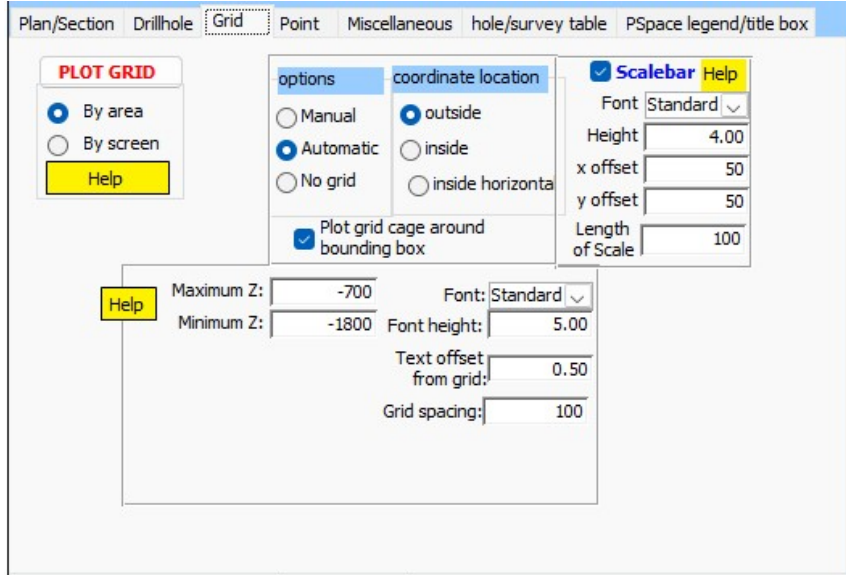 Plan/Section Drillhole Grid Point Miscellaneous hole/survey table PSpace legend/title box
PLOT GRID
By area
By screen
Help
options
Manual
Automatic
No grid
coordinate location
outside
inside
inside horizonta
Plot grid cage around
bounding box
Scalebar Help
Font Standard
Height 4.00
x offset 50
y offset 50
Length
of Scale 100
Help
Maximum Z: -700
Minimum Z: -1800
Font: Standard
Font height: 5.00
Text offset
from grid: 0.50
Grid spacing: 100